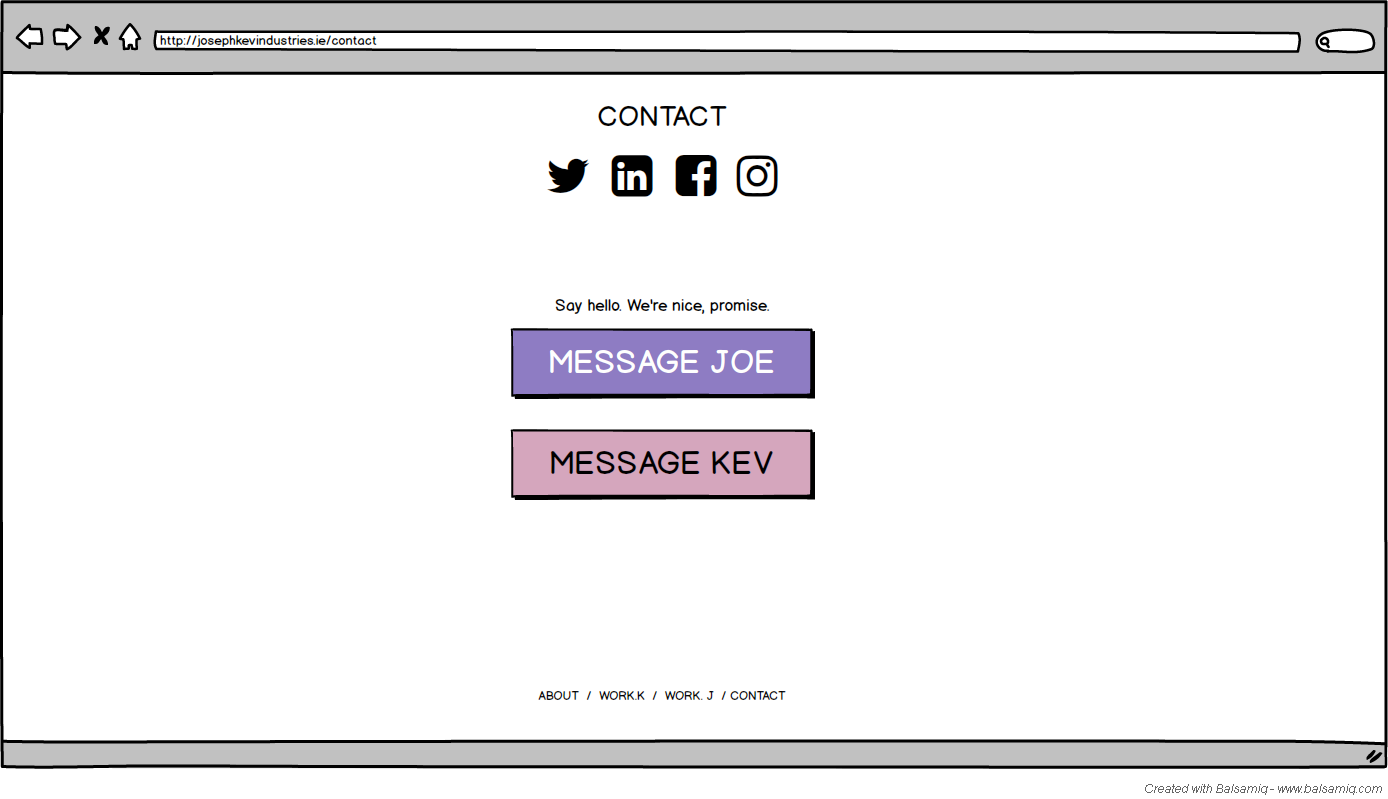 http://josephkevindustries.ie/contact
CONTACT
Say hello. We're nice, promise.
MESSAGE JOE
MESSAGE KEV
ABOUT / WORK.K / WORK. J / CONTACT
Created with Balsamiq - www.balsamiq.com